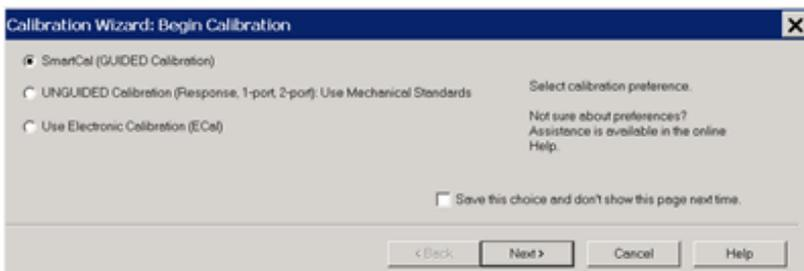 Calibration Wizard: Begin Calibration
SmartCal (GUIDED Calibration)
UNGUIDED Calibration (Response, 1-port, 2-port): Use Mechanical Standards
Use Electronic Calibration (ECal)
Select calibration preference.
Not sure about preferences?
Assistance is available in the online
Help.
Save this choice and don't show this page next time.
< Back
Next >
Cancel
Help